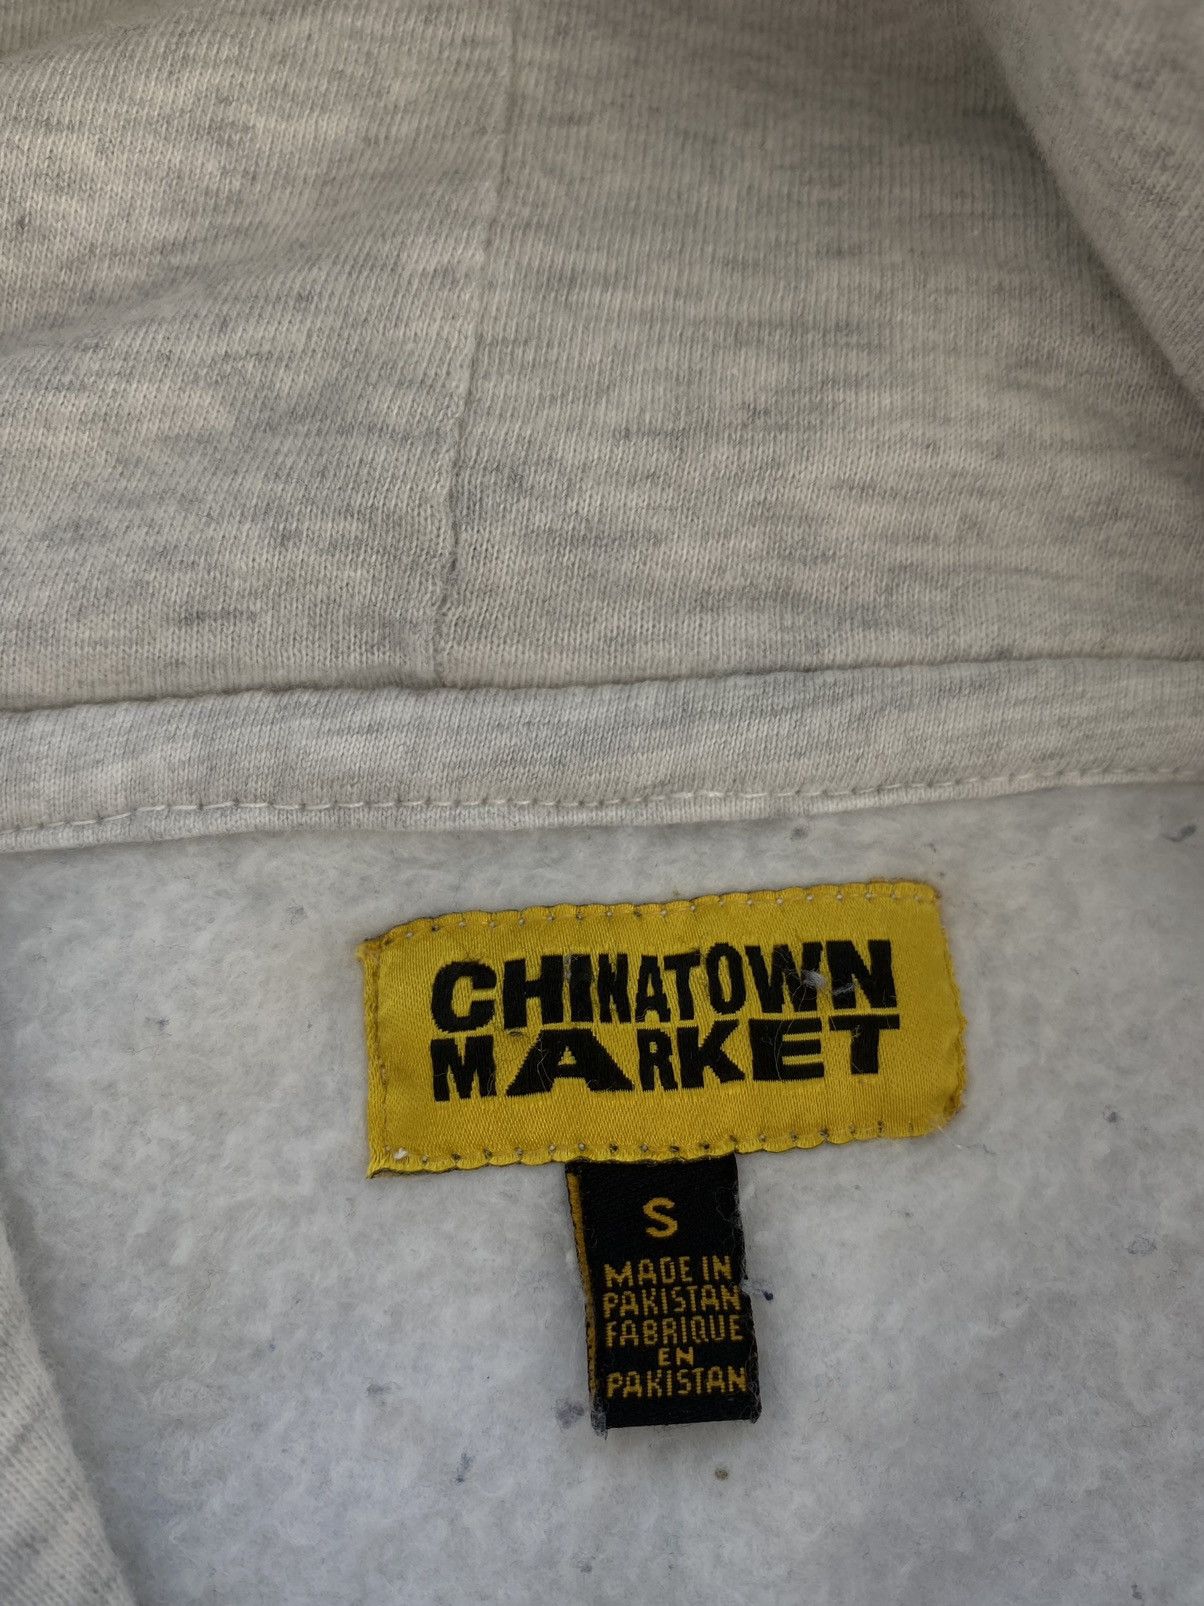 CHINATOWN
MARKET
S
MADE IN
PAKISTAN
FABRIQUE
EN
PAKISTAN